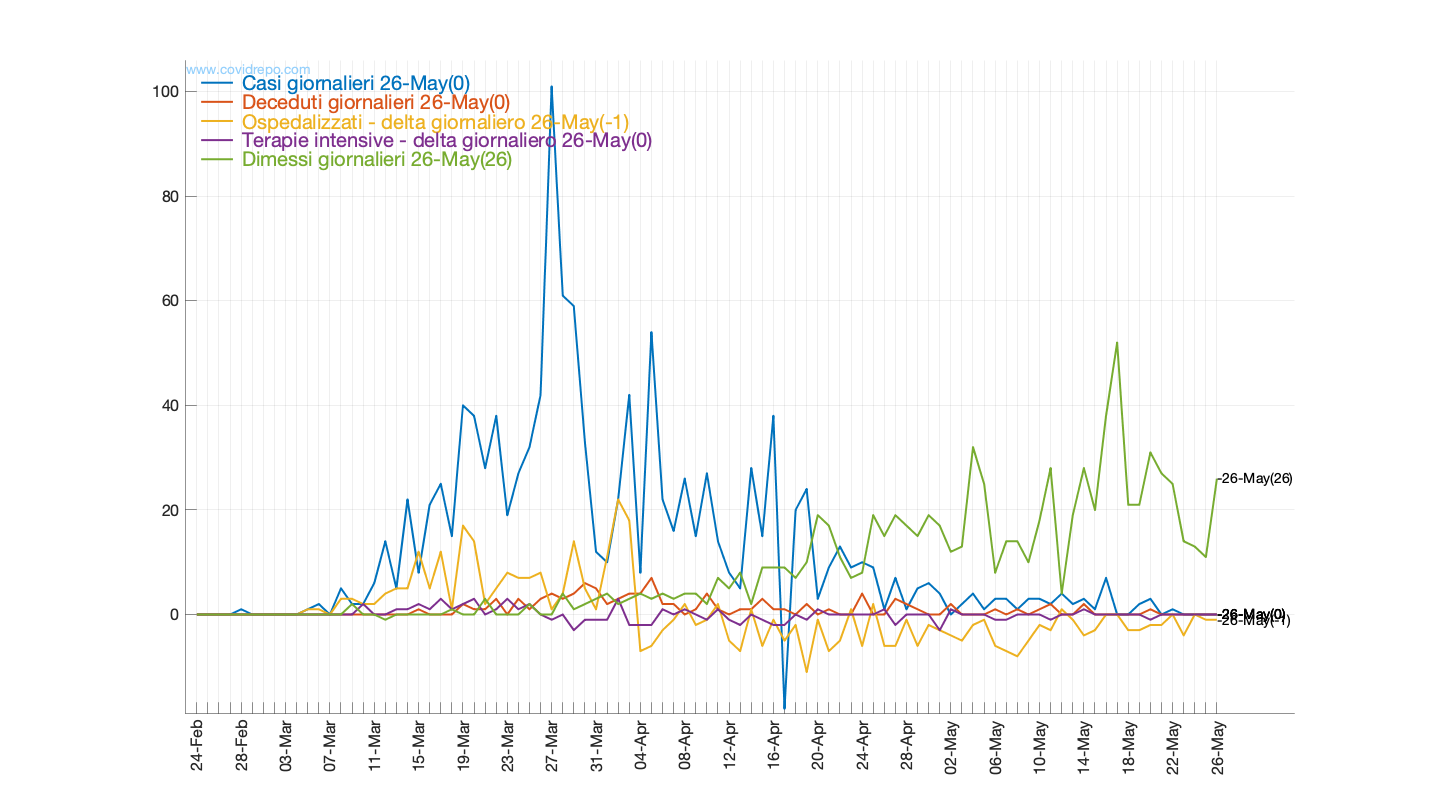 www.covidrepo.com
Casi giornalieri 26-May(0)
Deceduti giornalieri 26-May(0)
Ospedalizzati - delta giornaliero 26-May(-1)
Terapie intensive - delta giornaliero 26-May(0)
Dimessi giornalieri 26-May(26)
100
80
60
40
20
0
-26-May(26)
-26-May(0)
-26-May(-1)
24-Feb
28-Feb
03-Mar
07-Mar
11-Mar
15-Mar
19-Mar
23-Mar
27-Mar
31-Mar
04-Apr
08-Apr
12-Apr
16-Apr
20-Apr
24-Apr
28-Apr
02-May
06-May
10-May
14-May
18-May
22-May
26-May